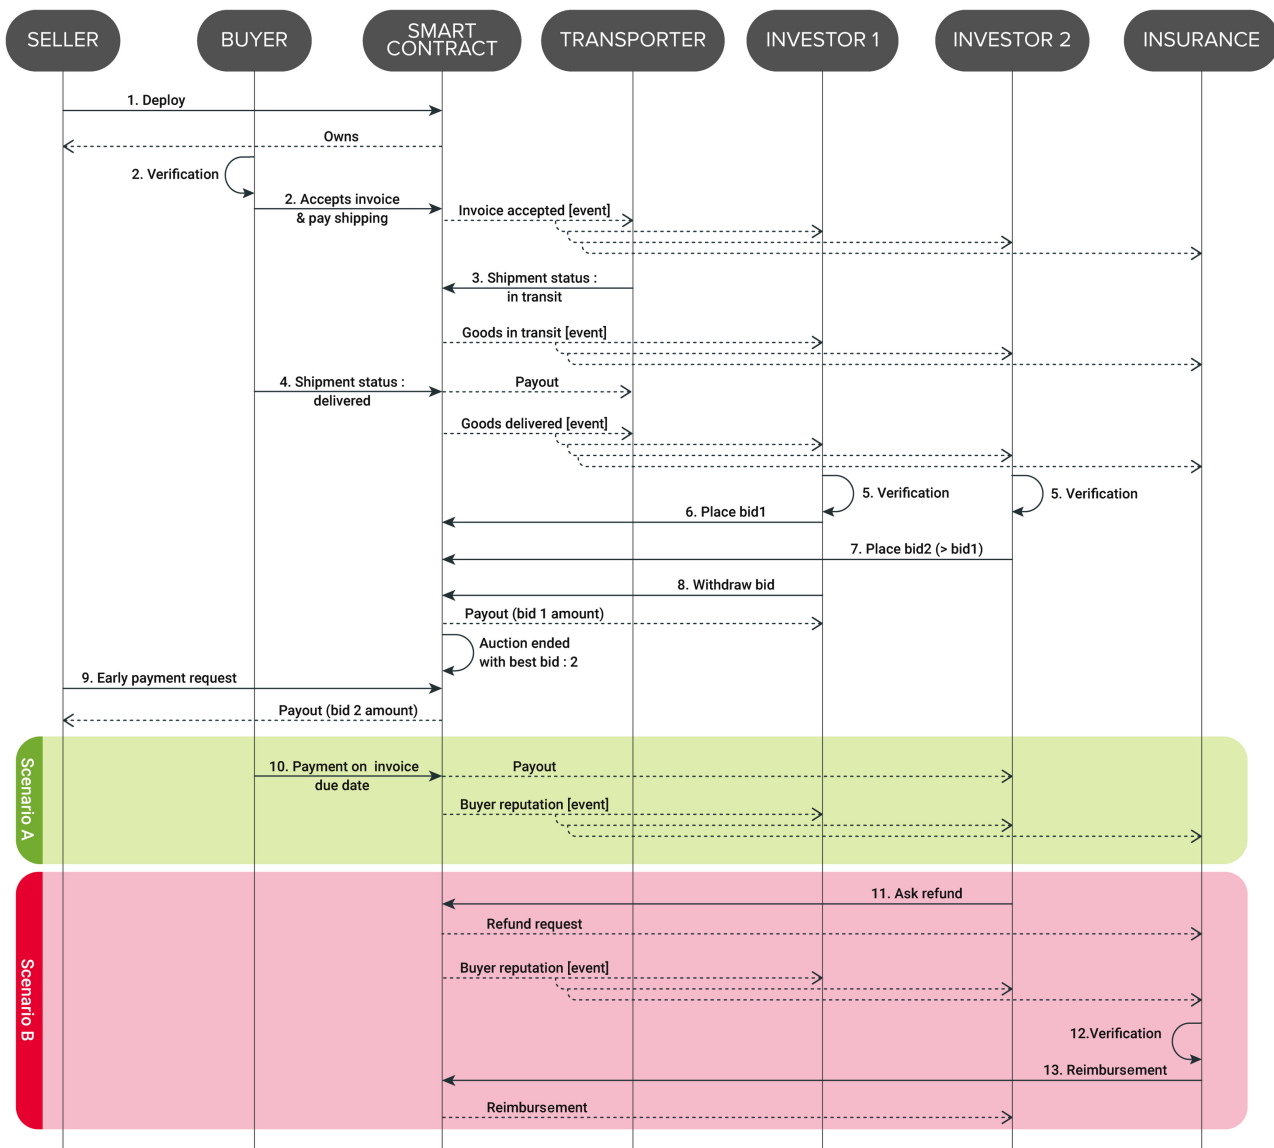 SELLER
BUYER
SMART
CONTRACT
TRANSPORTER
INVESTOR 1
INVESTOR 2
INSURANCE
1. Deploy
Owns
2. Verification
2. Accepts invoice
& pay shipping
Invoice accepted [event]
3. Shipment status :
in transit
Goods in transit [event]
4. Shipment status :
delivered
Payout
Goods delivered [event]
5. Verification
5. Verification
6. Place bid1
7. Place bid2 (> bid1)
8. Withdraw bid
Payout (bid 1 amount)
Auction ended
with best bid : 2
9. Early payment request
Payout (bid 2 amount)
Scenario A
10. Payment on invoice
due date
Payout
Buyer reputation [event]
Scenario B
11. Ask refund
Refund request
Buyer reputation [event]
12.Verification
13. Reimbursement
Reimbursement